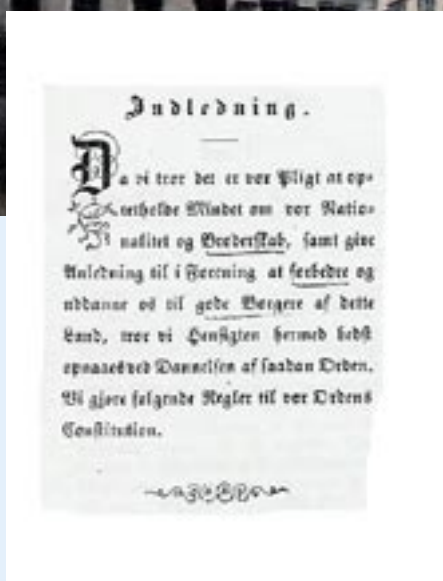 Indledning.
Da vi troer det er vor Pligt at op-
retholde Mindet om vor Natio-
nalitet og Broderskab, samt give
Anledning til i Forening at forbedre og
uddanne os til gode Borgere af dette
Land, troe vi Hensigten hermed bedst
opnaaes ved Dannelsen af saadan Orden.
Vi gjøre følgende Regler til vor Ordens
Constitution.